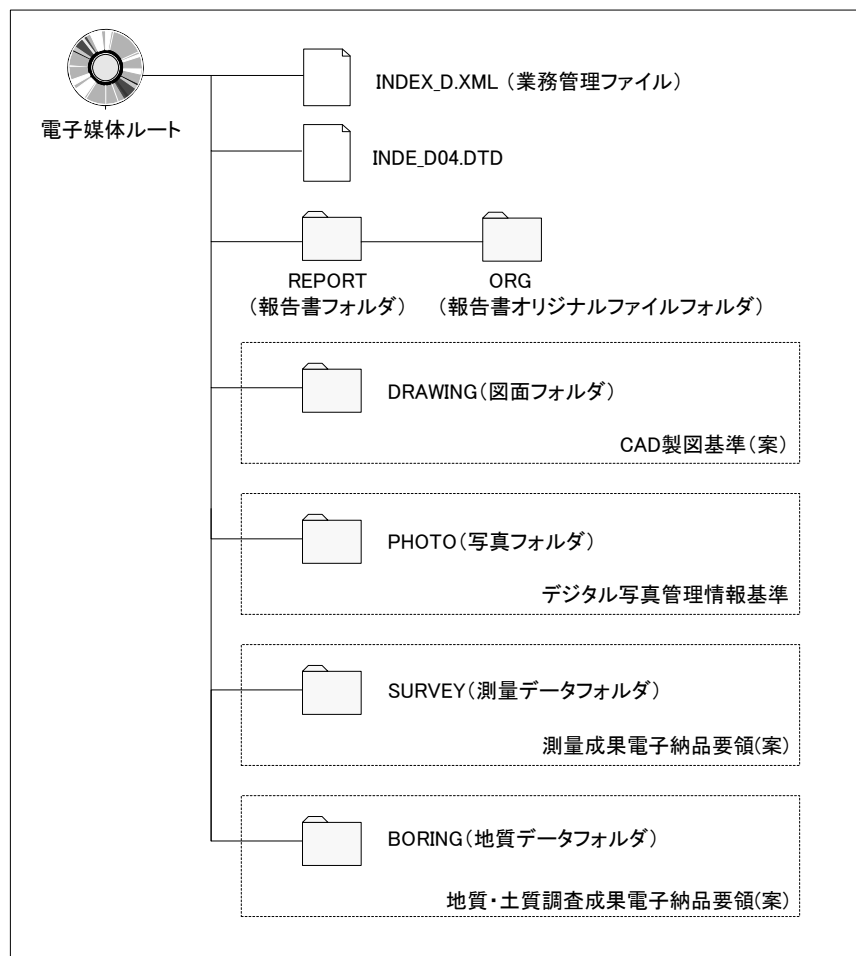 INDEX_D.XML (業務管理ファイル)
電子媒体ルート
INDE_D04.DTD
REPORT
(報告書フォルダ)
ORG
(報告書オリジナルファイルフォルダ)
DRAWING(図面フォルダ)
CAD製図基準(案)
PHOTO(写真フォルダ)
デジタル写真管理情報基準
SURVEY(測量データフォルダ)
測量成果電子納品要領(案)
BORING(地質データフォルダ)
地質・土質調査成果電子納品要領(案)